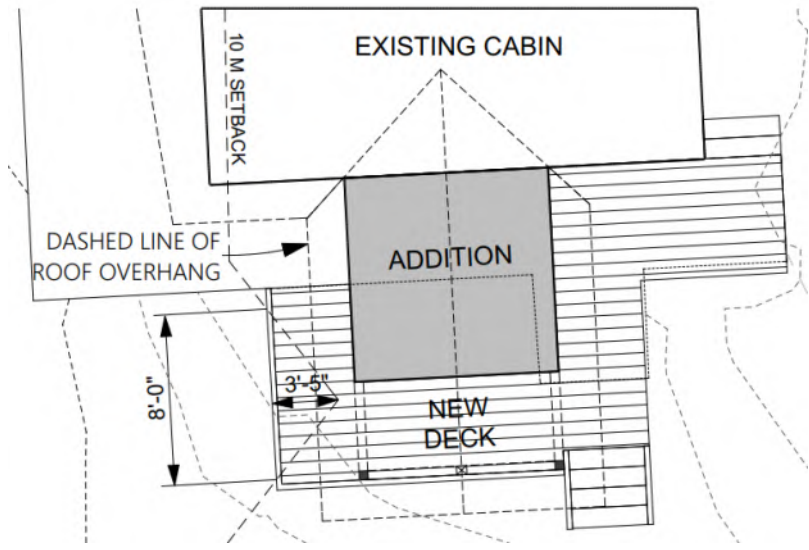 EXISTING CABIN
10 M SETBACK
DASHED LINE OF
ROOF OVERHANG
ADDITION
8'-0"
3'-5"
NEW
DECK